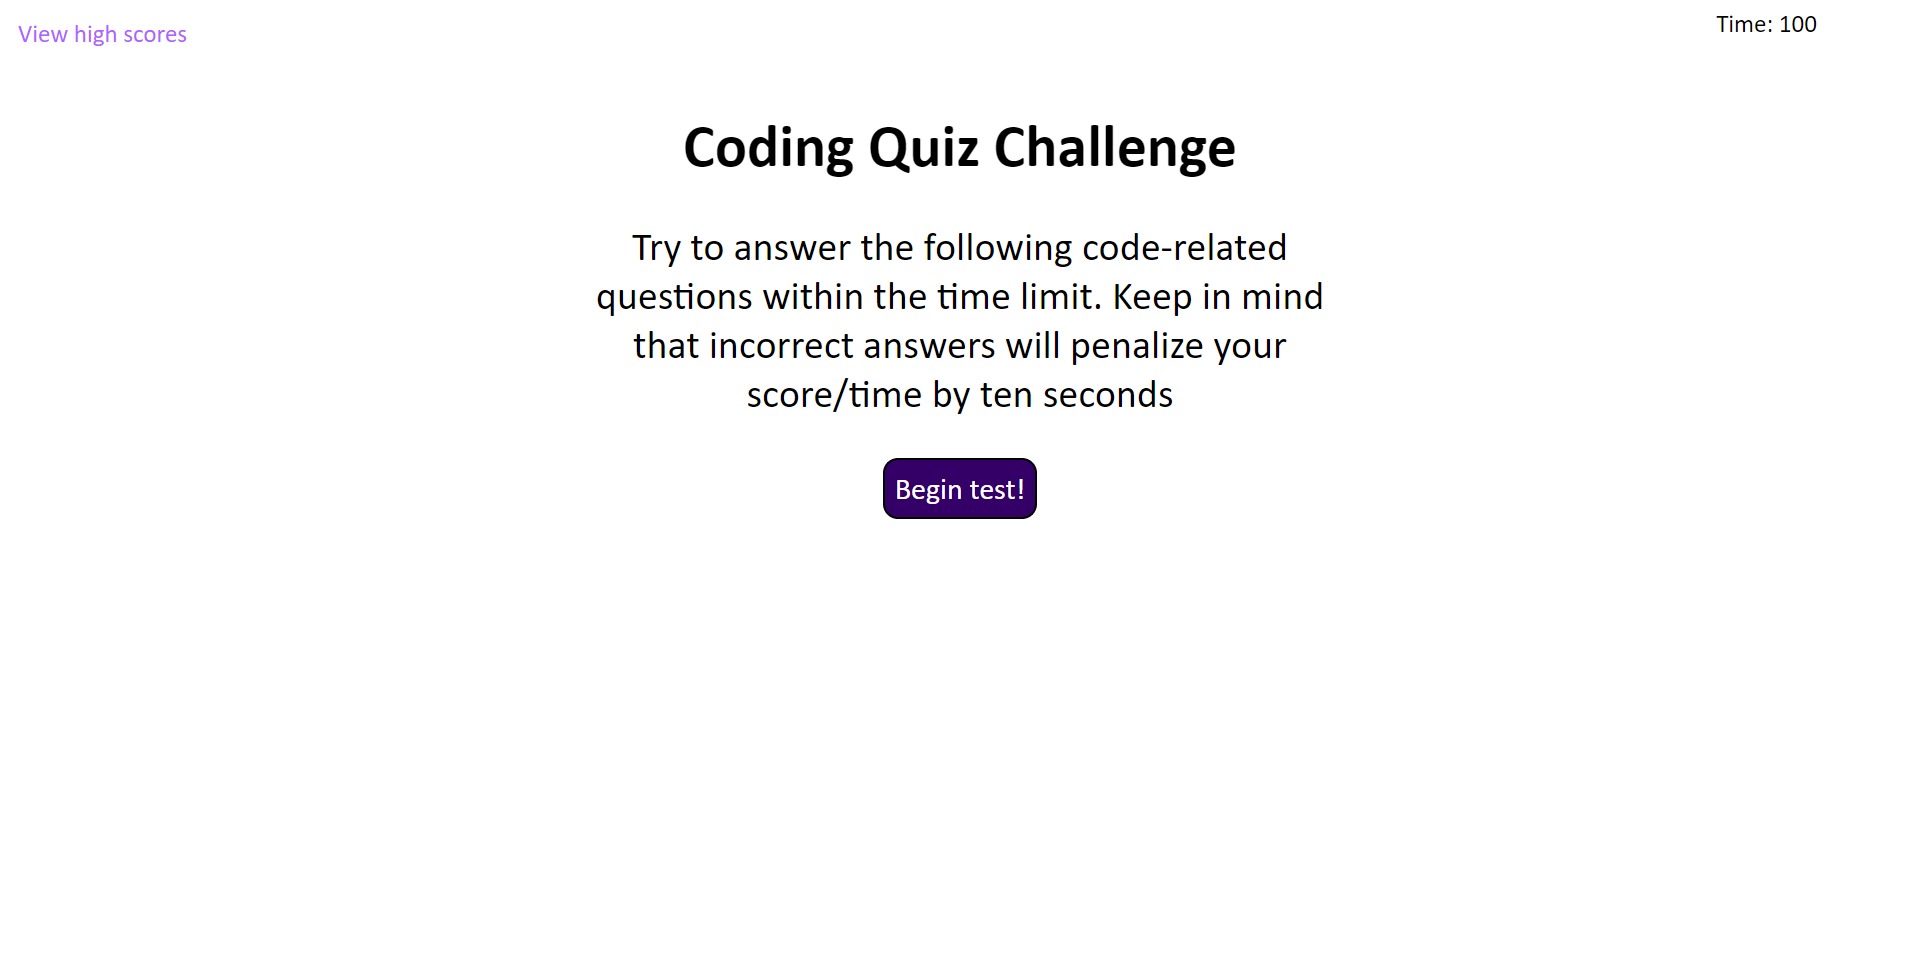 View high scores
Time: 100
Coding Quiz Challenge
Try to answer the following code-related
questions within the time limit. Keep in mind
that incorrect answers will penalize your
score/time by ten seconds
Begin test!